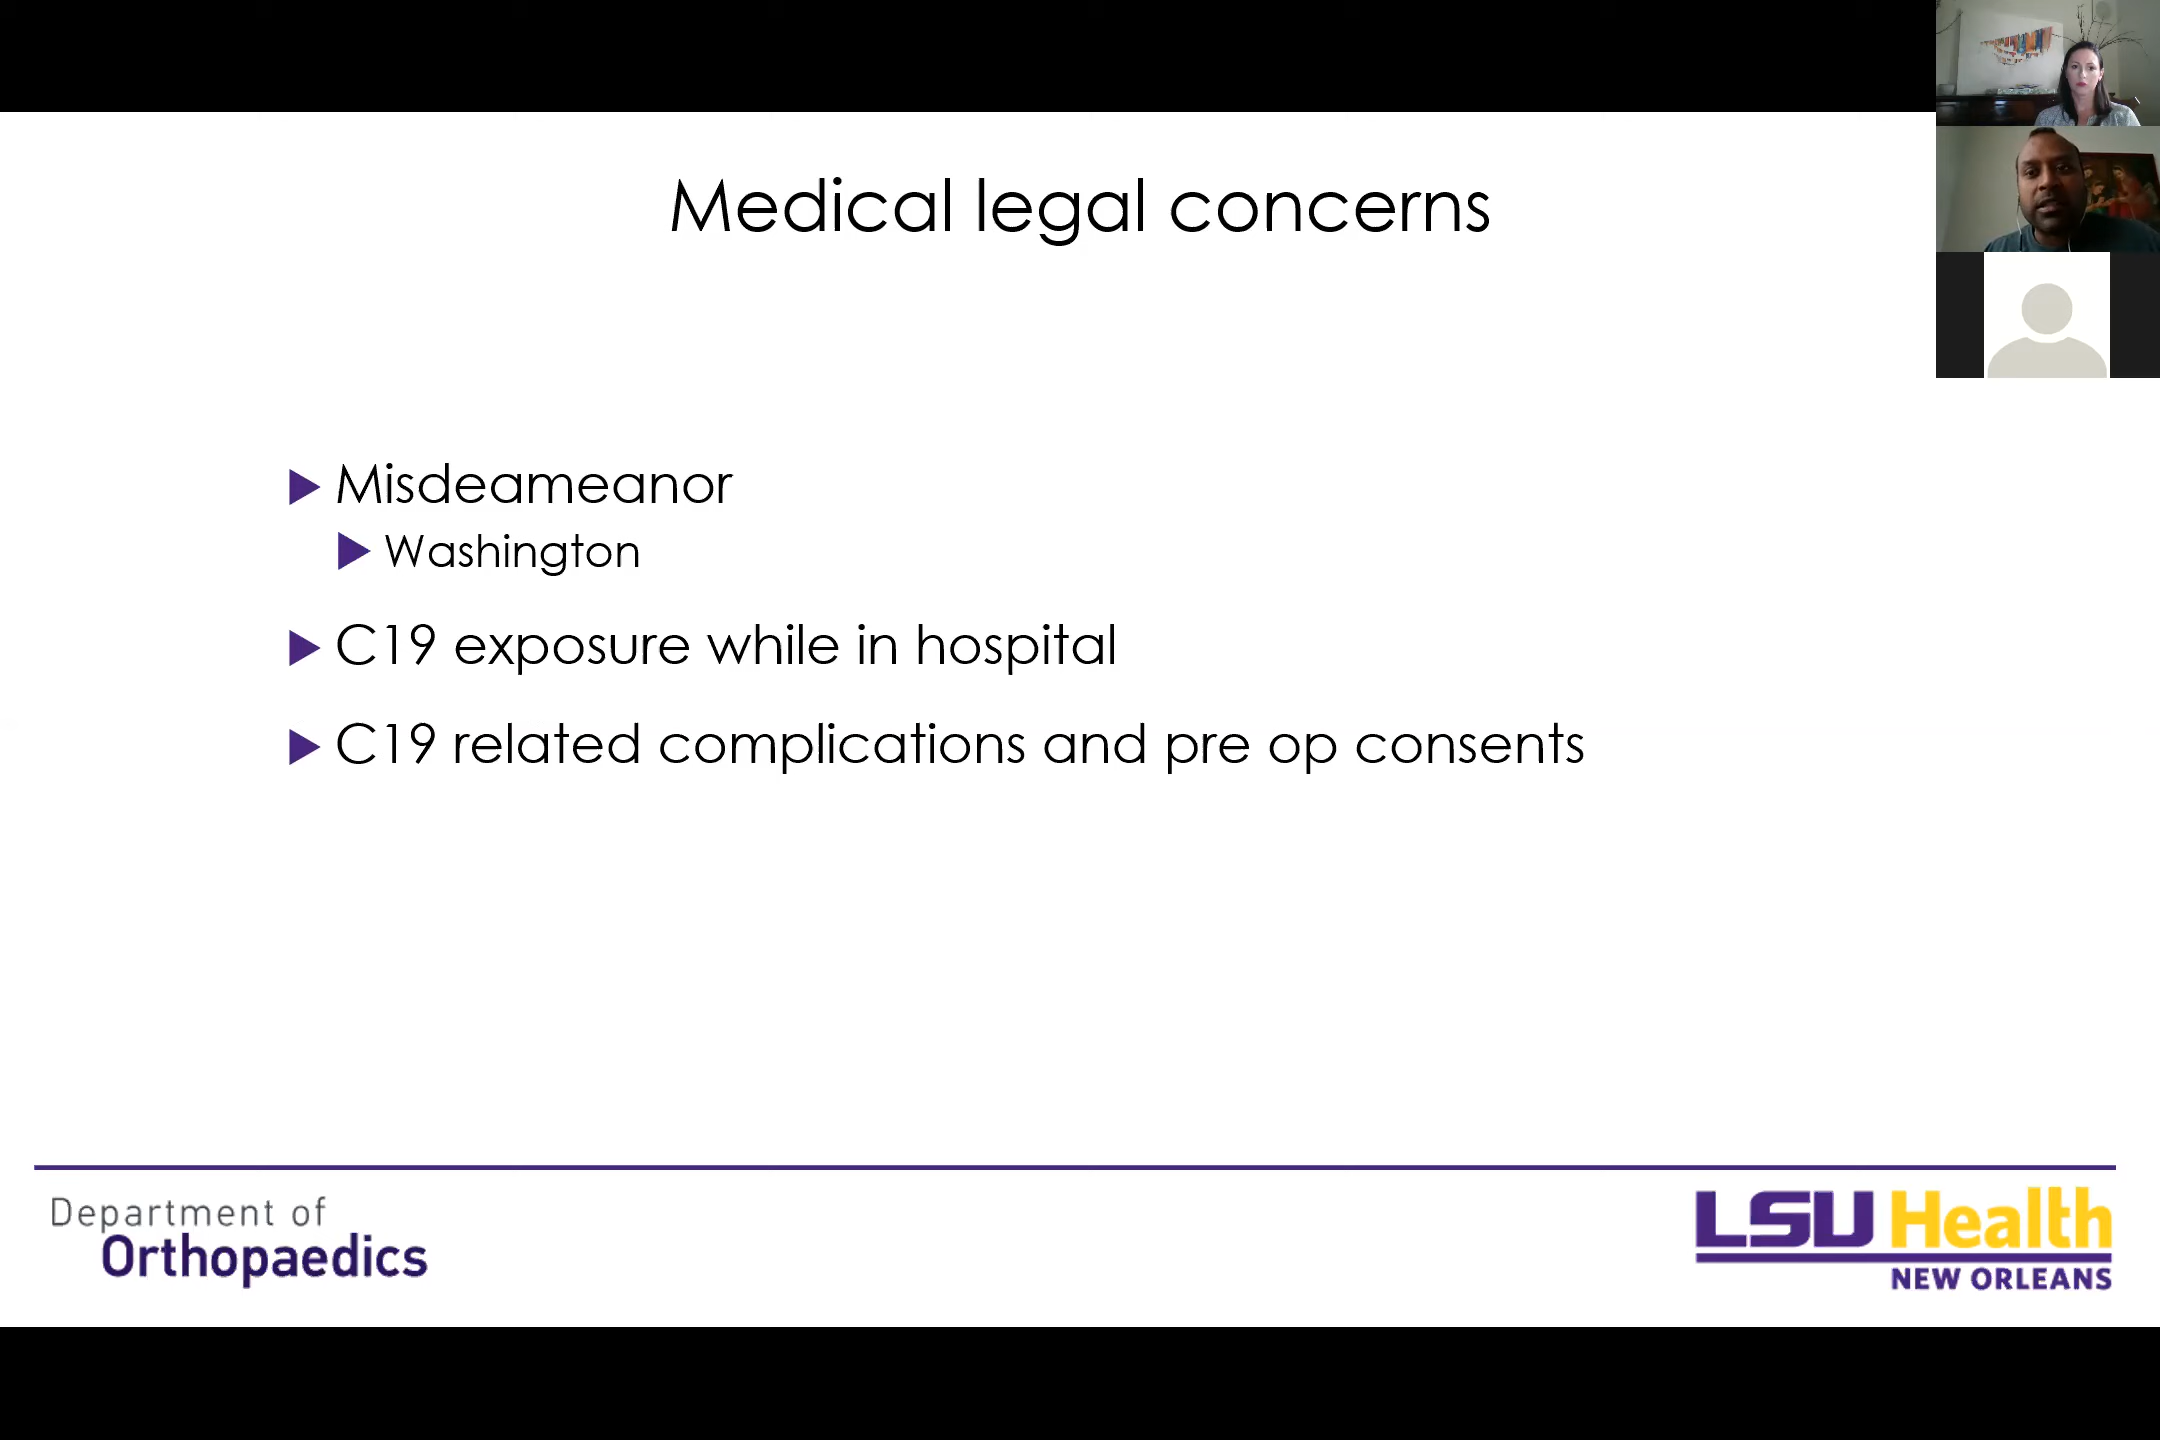 Medical legal concerns
Misdeameanor
Washington
C19 exposure while in hospital
C19 related complications and pre op consents
Department of
Orthopaedics
LSU Health
NEW ORLEANS